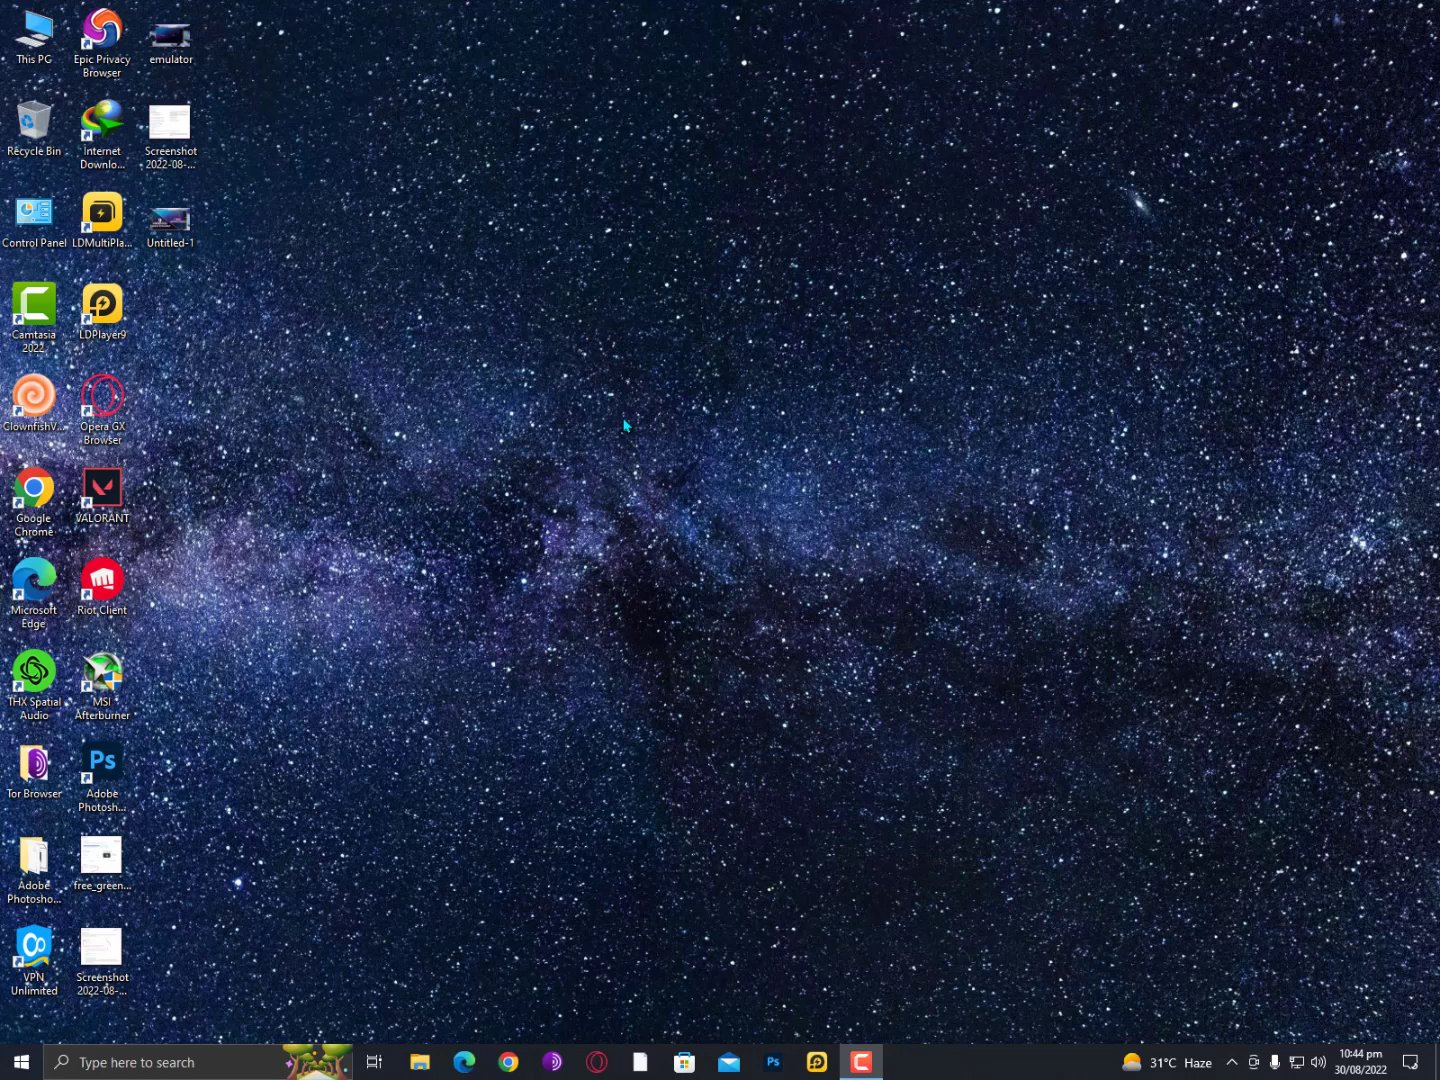 This PC
Recycle Bin
Control Panel
Camtasia
2022
ClownfishV...
Google
Chrome
Microsoft
Edge
THX Spatial
Audio
Tor Browser
Adobe
Photosho...
VPN
Unlimited
Epic Privacy
Browser
Internet
Downlo...
LDMultiPla...
LDPlayer9
Opera GX
Browser
VALORANT
Riot Client
MSI
Afterburner
Ps
Adobe
Photosh...
free_green...
Screenshot
2022-08-...
emulator
Screenshot
2022-08-...
Untitled-1
Type here to search
Ps
31°C Haze
10:44 pm
30/08/2022